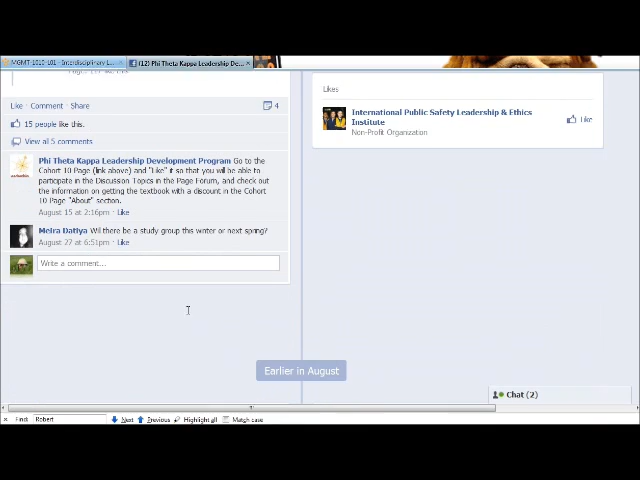 MGMT-1010-101 - Interdisciplinary L...
(12) Phi Theta Kappa Leadership De...
Like · Comment · Share
4
15 people like this.
View all 5 comments
Phi Theta Kappa Leadership Development Program Go to the
Cohort 10 Page (link above) and "Like" it so that you will be able to
participate in the Discussion Topics in the Page Forum, and check out
the information on getting the textbook with a discount in the Cohort
10 Page "About" section.
August 15 at 2:16pm · Like
Meira Datiya Wil there be a study group this winter or next spring?
August 27 at 6:51pm · Like
Write a comment...
Likes
International Public Safety Leadership & Ethics
Institute
Like
Non-Profit Organization
Earlier in August
Chat (2)
Find: Robert Next Previous Highlight all Match case